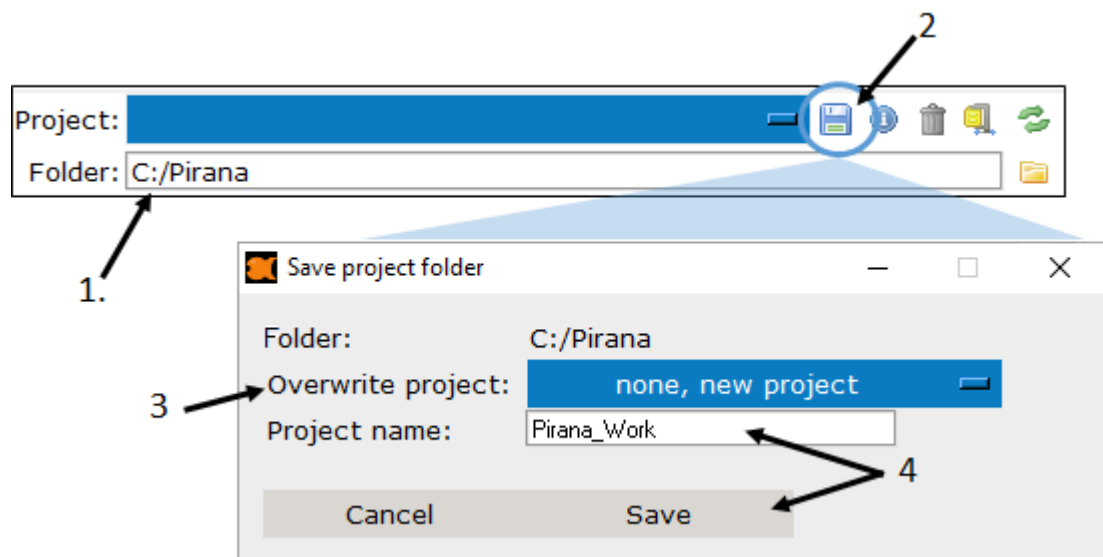 2
Project:
Folder: C:/Pirana
1.
Save project folder
Folder: C:/Pirana
3 Overwrite project: none, new project
Project name: Pirana_Work
4
Cancel Save